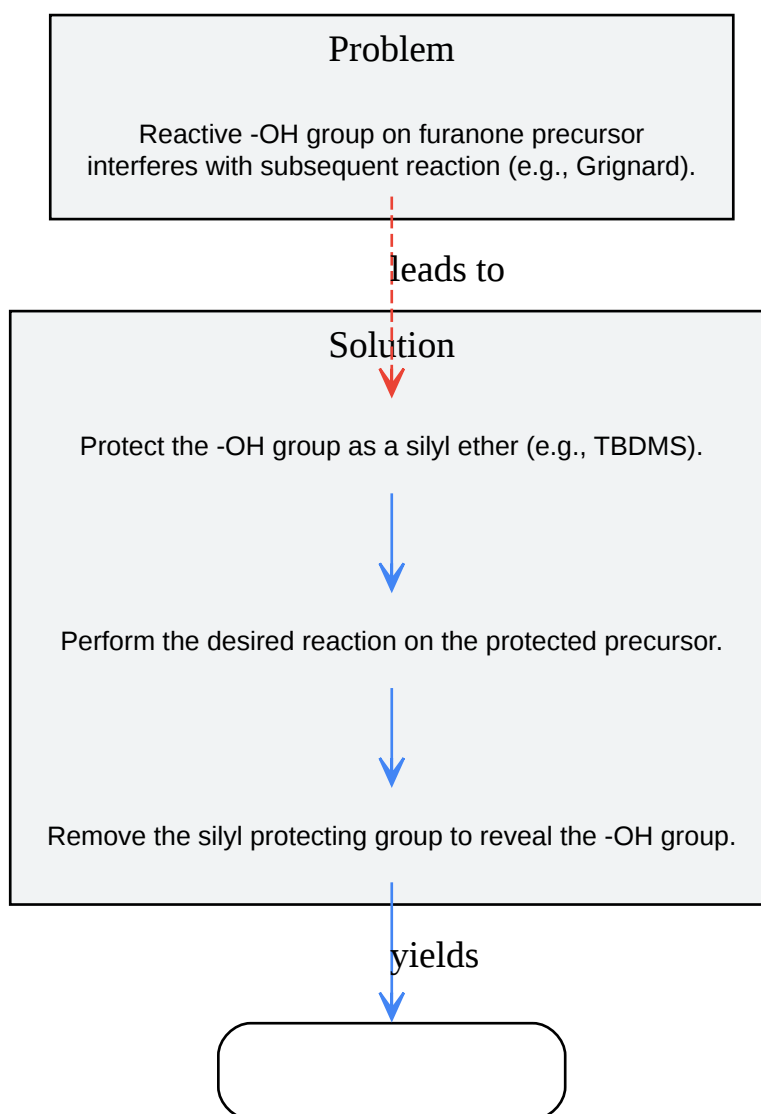 Problem
Reactive -OH group on furanone precursor
interferes with subsequent reaction (e.g., Grignard).
leads to
Solution
Protect the -OH group as a silyl ether (e.g., TBDMS).
Perform the desired reaction on the protected precursor.
Remove the silyl protecting group to reveal the -OH group.
yields